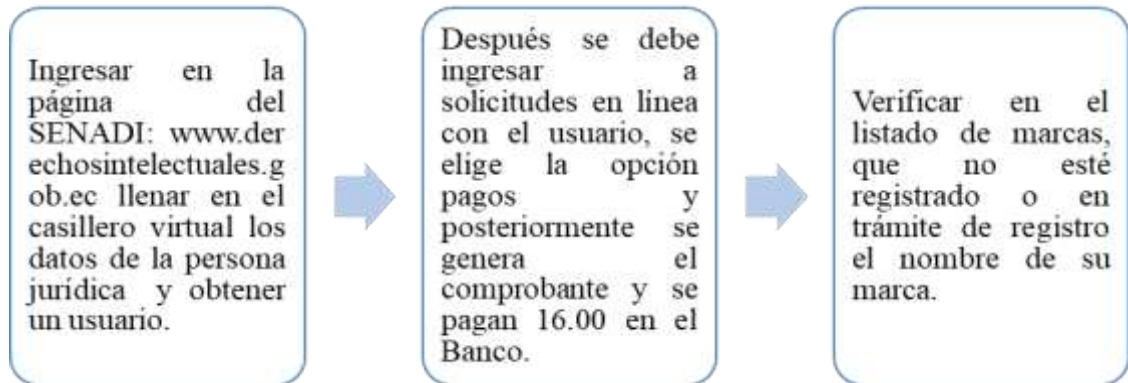 Ingresar en la
página del
SENADI: www.der
echosintelectuales.g
ob.ec llenar en el
casillero virtual los
datos de la persona
jurídica y obtener
un usuario.
Después se debe
ingresar a
solicitudes en linea
con el usuario, se
elige la opción
pagos y
posteriormente se
genera el
comprobante y se
pagan 16.00 en el
Banco.
Verificar en el
listado de marcas,
que no esté
registrado o en
trámite de registro
el nombre de su
marca.